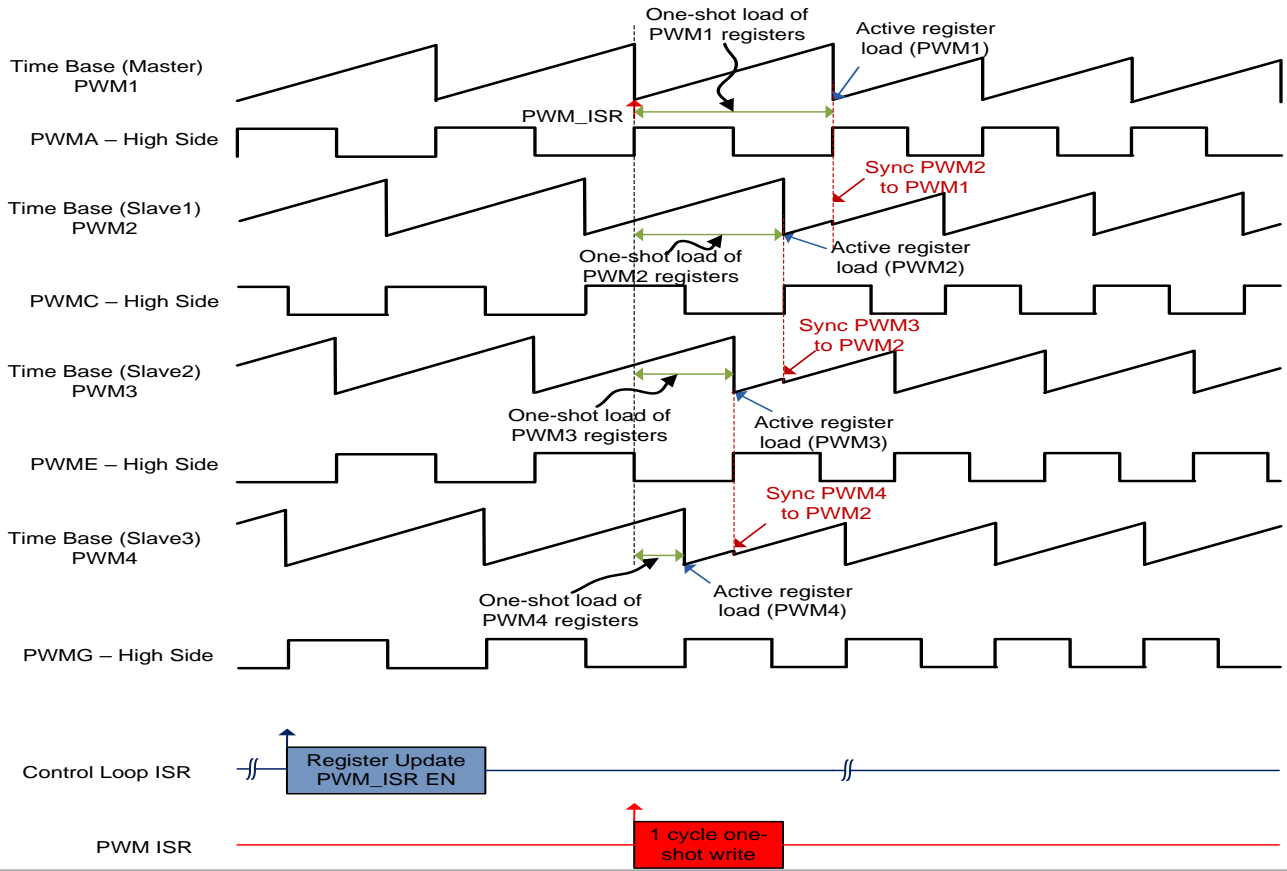 One-shot load of
PWM1 registers
Active register
load (PWM1)
Time Base (Master)
PWM1
PWM_ISR
PWMA – High Side
Sync PWM2
to PWM1
Time Base (Slave1)
PWM2
One-shot load of
PWM2 registers
Active register
load (PWM2)
PWMC – High Side
Sync PWM3
to PWM2
Time Base (Slave2)
PWM3
One-shot load of
PWM3 registers
Active register
load (PWM3)
PWME – High Side
Sync PWM4
to PWM2
Time Base (Slave3)
PWM4
One-shot load of
PWM4 registers
Active register
load (PWM4)
PWMG – High Side
Control Loop ISR
Register Update
PWM_ISR EN
PWM ISR
1 cycle one-
shot write